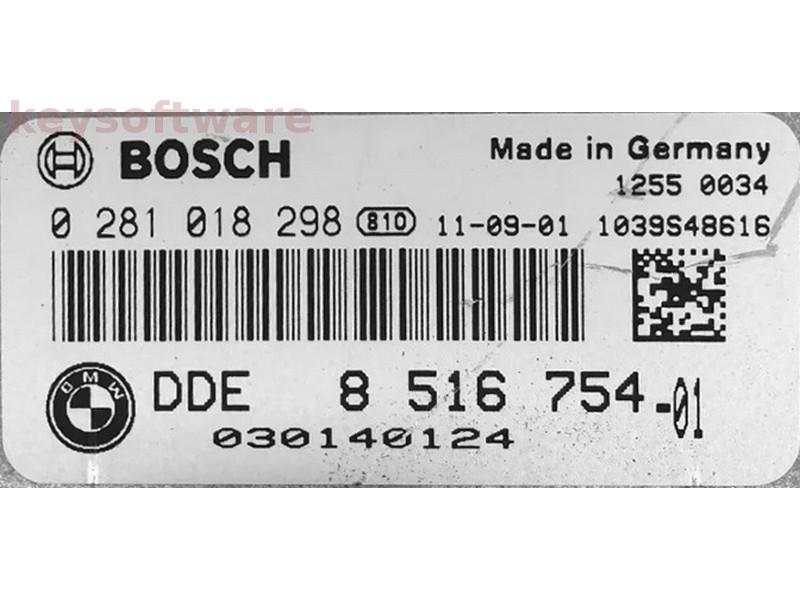 keysoftware
BOSCH
Made in Germany
1255 0034
0 281 018 298 810 11-09-01 1039S48616
BMW
DDE 8 516 754-01
030140124